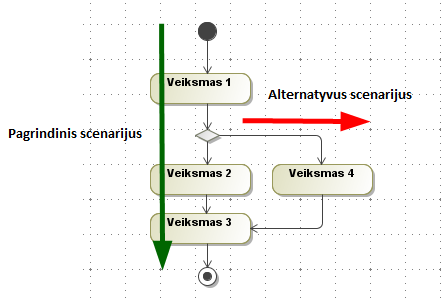 Veiksmas 1
Alternatyvus scenarijus
Pagrindinis scenarijus
Veiksmas 2
Veiksmas 4
Veiksmas 3